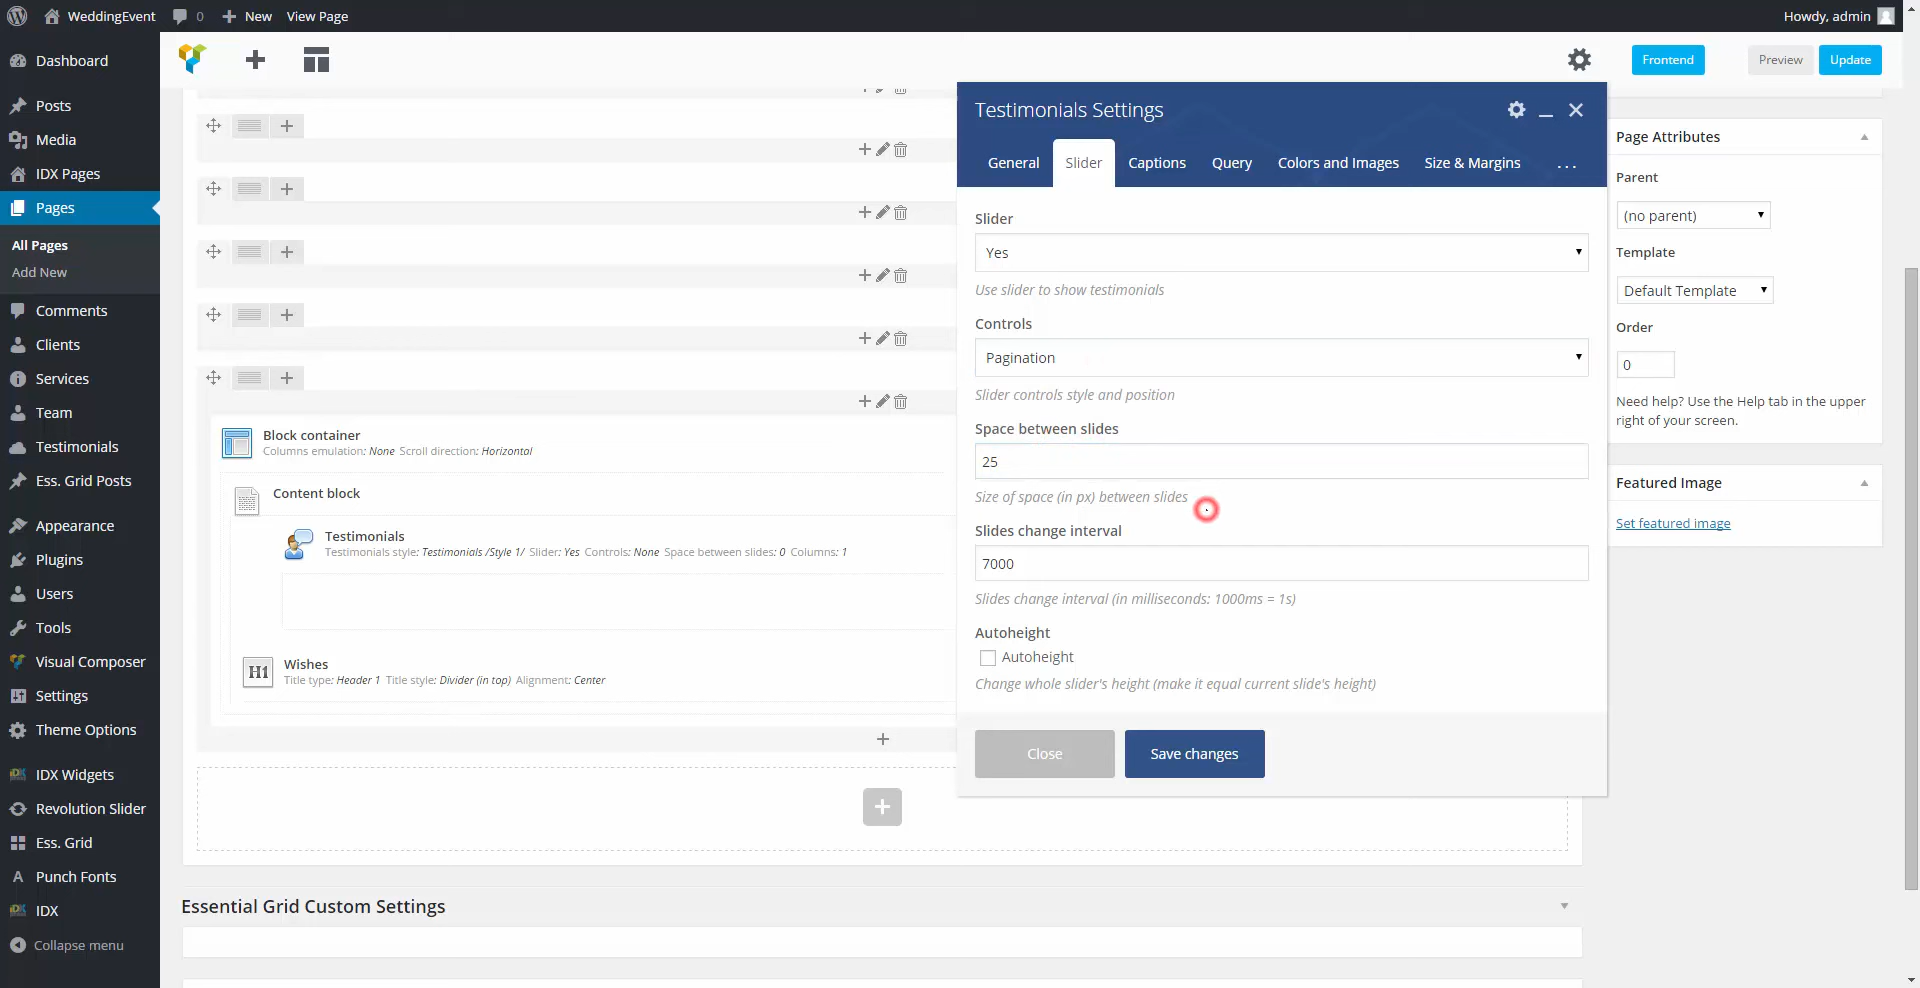 WeddingEvent 0 New View Page Howdy, admin
Dashboard
Posts
Media
IDX Pages
Pages
All Pages
Add New
Comments
Clients
Services
Team
Testimonials
Ess. Grid Posts
Appearance
Plugins
Users
Tools
Visual Composer
Settings
Theme Options
IDX Widgets
Revolution Slider
Ess. Grid
Punch Fonts
IDX
Collapse menu
Frontend Preview Update
Block container
Columns emulation: None Scroll direction: Horizontal
Content block
Testimonials
Testimonials style: Testimonials /Style 1/ Slider: Yes Controls: None Space between slides: 0 Columns: 1
H1 Wishes
Title type: Header 1 Title style: Divider (in top) Alignment: Center
Essential Grid Custom Settings
Testimonials Settings
General Slider Captions Query Colors and Images Size & Margins ...
Slider
Yes
Use slider to show testimonials
Controls
Pagination
Slider controls style and position
Space between slides
25
Size of space (in px) between slides
Slides change interval
7000
Slides change interval (in milliseconds: 1000ms = 1s)
Autoheight
Autoheight
Change whole slider's height (make it equal current slide's height)
Close Save changes
Page Attributes
Parent
(no parent)
Template
Default Template
Order
0
Need help? Use the Help tab in the upper
right of your screen.
Featured Image
Set featured image